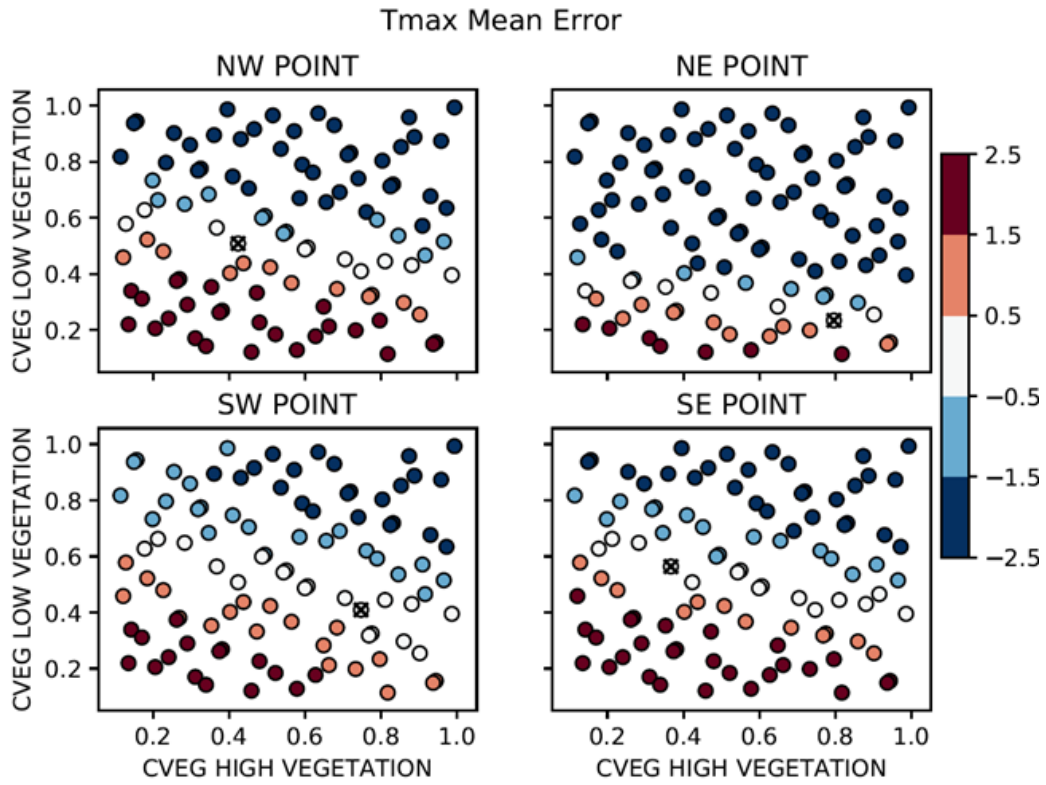 Tmax Mean Error
NW POINT
NE POINT
CVEG LOW VEGETATION
1.0
0.8
0.6
0.4
0.2
2.5
1.5
0.5
−0.5
−1.5
−2.5
SW POINT
SE POINT
CVEG LOW VEGETATION
1.0
0.8
0.6
0.4
0.2
0.2 0.4 0.6 0.8 1.0
0.2 0.4 0.6 0.8 1.0
CVEG HIGH VEGETATION
CVEG HIGH VEGETATION